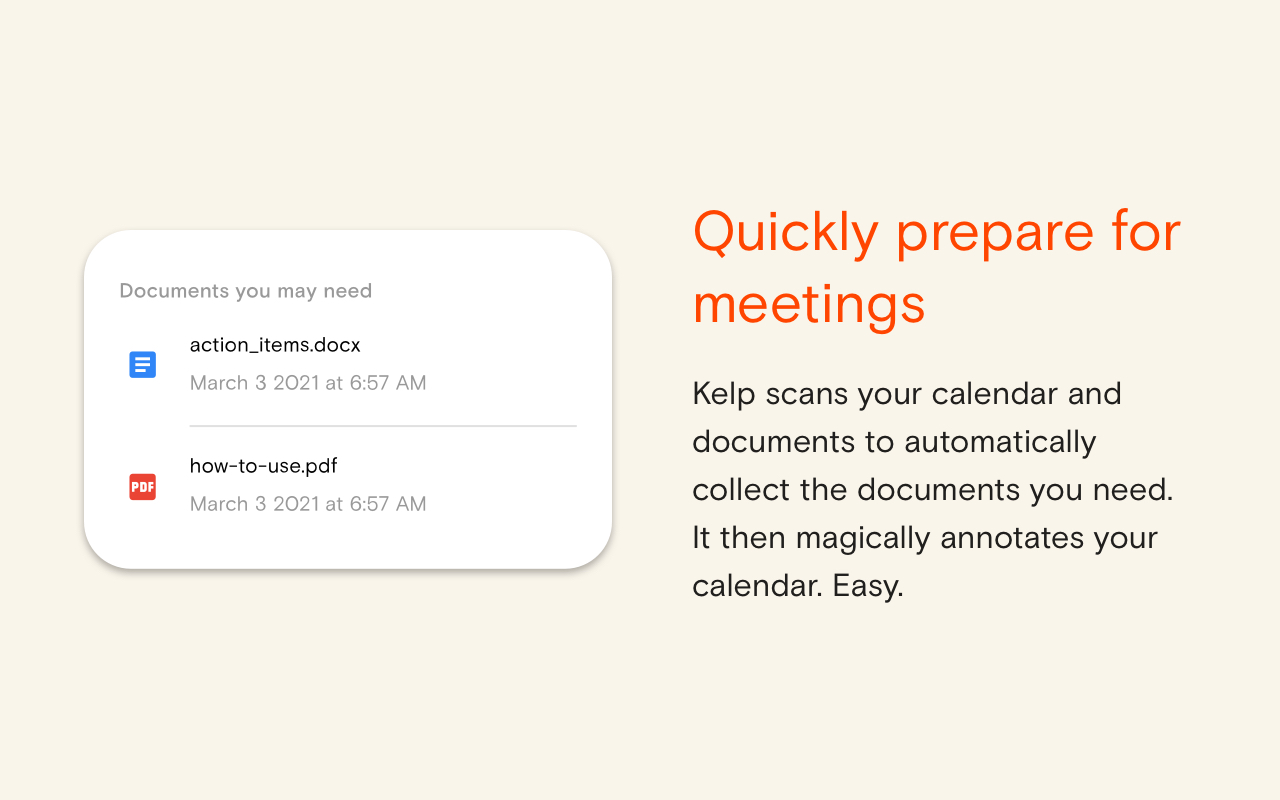 Documents you may need
action_items.docx
March 3 2021 at 6:57 AM
PDF
how-to-use.pdf
March 3 2021 at 6:57 AM
Quickly prepare for
meetings
Kelp scans your calendar and
documents to automatically
collect the documents you need.
It then magically annotates your
calendar. Easy.